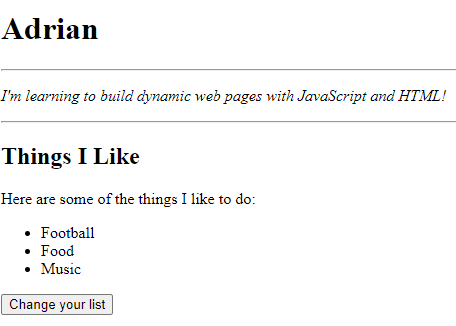 Adrian
I'm learning to build dynamic web pages with JavaScript and HTML!
Things I Like
Here are some of the things I like to do:
Football
Food
Music
Change your list